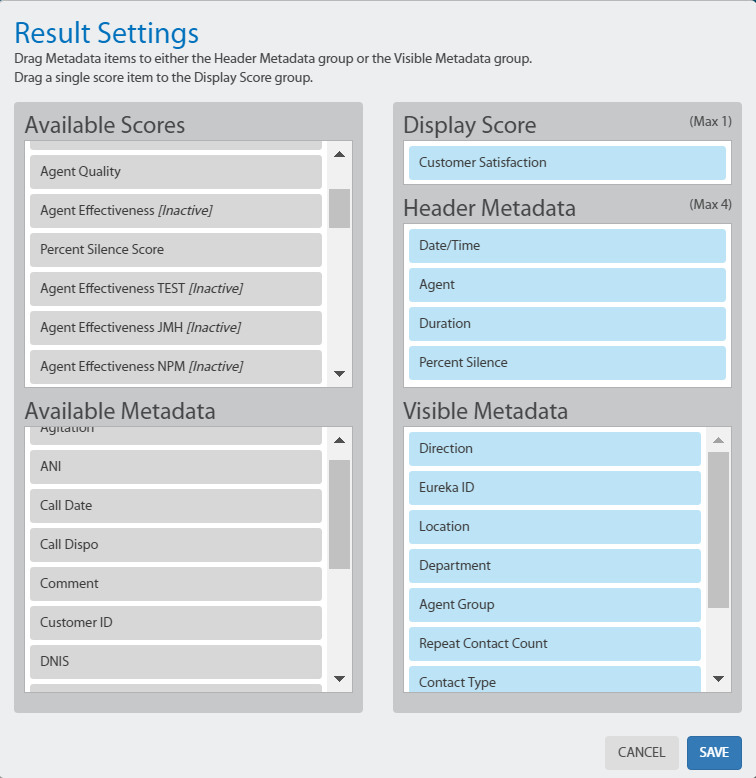 Result Settings
Drag Metadata items to either the Header Metadata group or the Visible Metadata group.
Drag a single score item to the Display Score group.
Available Scores
Agent Quality
Agent Effectiveness [Inactive]
Percent Silence Score
Agent Effectiveness TEST [Inactive]
Agent Effectiveness JMH [Inactive]
Agent Effectiveness NPM [Inactive]
Available Metadata
Agitation
ANI
Call Date
Call Dispo
Comment
Customer ID
DNIS
Display Score (Max 1)
Customer Satisfaction
Header Metadata (Max 4)
Date/Time
Agent
Duration
Percent Silence
Visible Metadata
Direction
Eureka ID
Location
Department
Agent Group
Repeat Contact Count
Contact Type
CANCEL SAVE